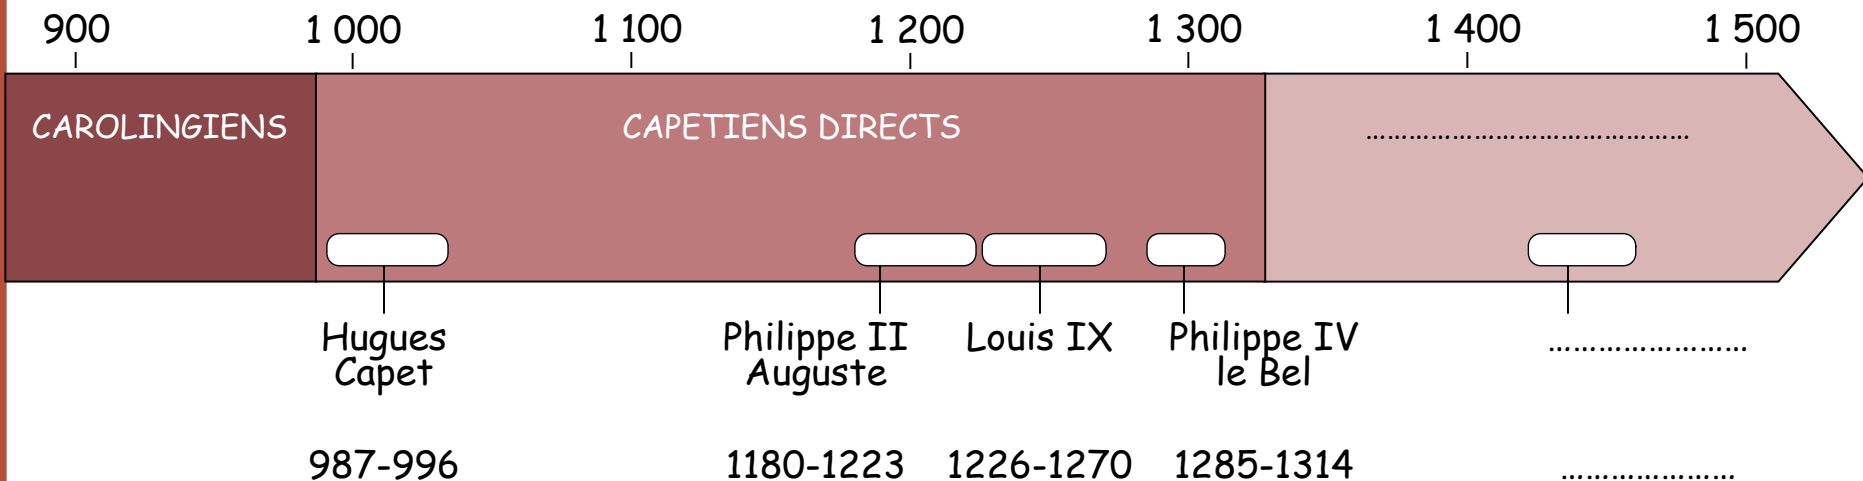 900 1 000 1 100 1 200 1 300 1 400 1 500
CAROLINGIENS CAPETIENS DIRECTS ..........................................
Hugues Capet
Philippe II Auguste
Louis IX
Philippe IV le Bel
........................
987-996 1180-1223 1226-1270 1285-1314 .....................